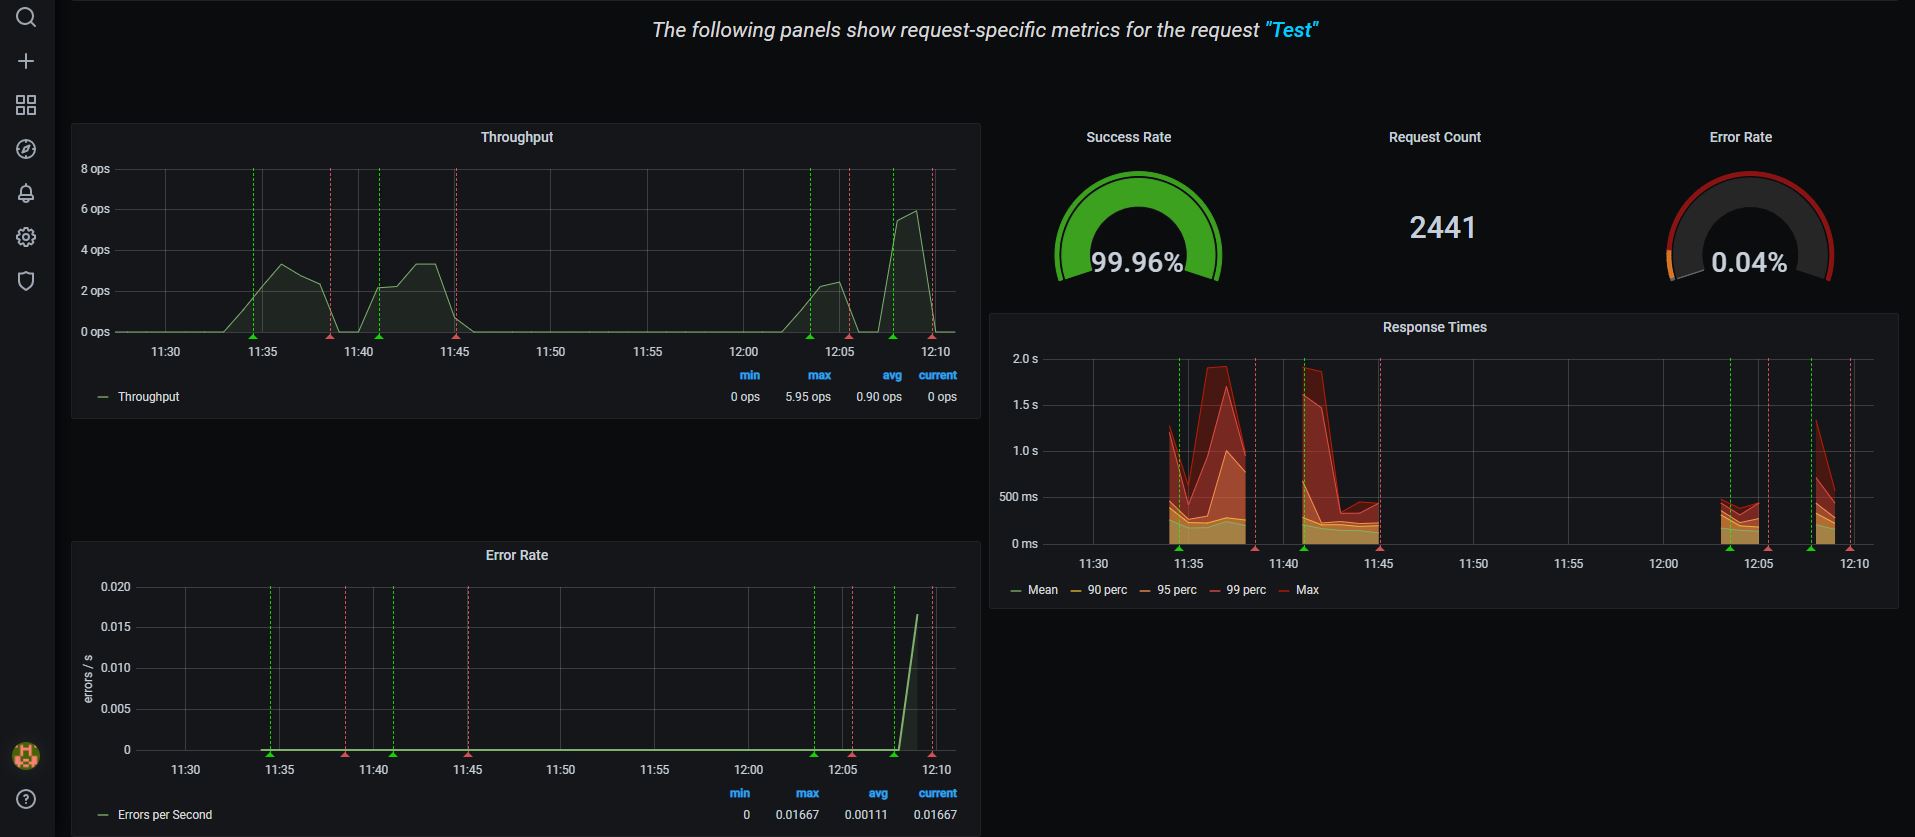 The following panels show request-specific metrics for the request "Test"
Throughput
8 ops
6 ops
4 ops
2 ops
0 ops
11:30 11:35 11:40 11:45 11:50 11:55 12:00 12:05 12:10
min max avg current
Throughput 0 ops 5.95 ops 0.90 ops 0 ops
Success Rate
99.96%
Request Count
2441
Error Rate
0.04%
Response Times
2.0 s
1.5 s
1.0 s
500 ms
0 ms
11:30 11:35 11:40 11:45 11:50 11:55 12:00 12:05 12:10
Mean 90 perc 95 perc 99 perc Max
Error Rate
errors / s
0.020
0.015
0.010
0.005
0
11:30 11:35 11:40 11:45 11:50 11:55 12:00 12:05 12:10
min max avg current
Errors per Second 0 0.01667 0.00111 0.01667